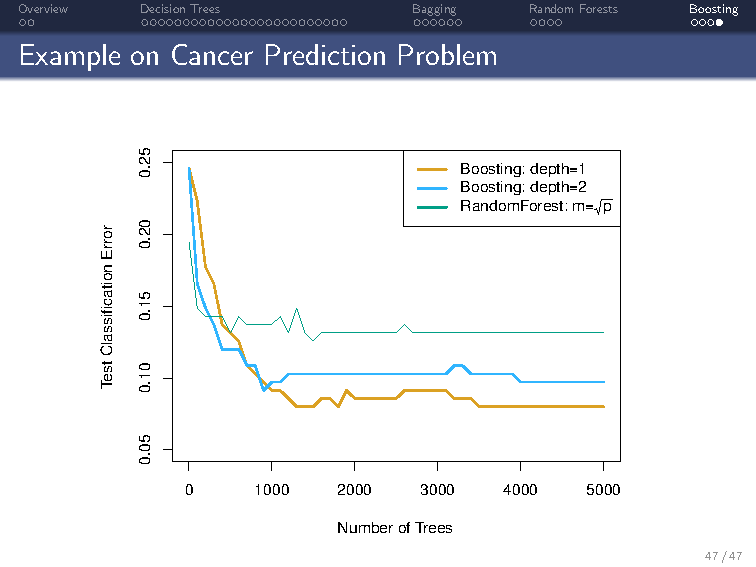 Overview Decision Trees Bagging Random Forests Boosting
Example on Cancer Prediction Problem
Boosting: depth=1
Boosting: depth=2
RandomForest: m=√p
Test Classification Error
0.25
0.20
0.15
0.10
0.05
0 1000 2000 3000 4000 5000
Number of Trees
47 / 47